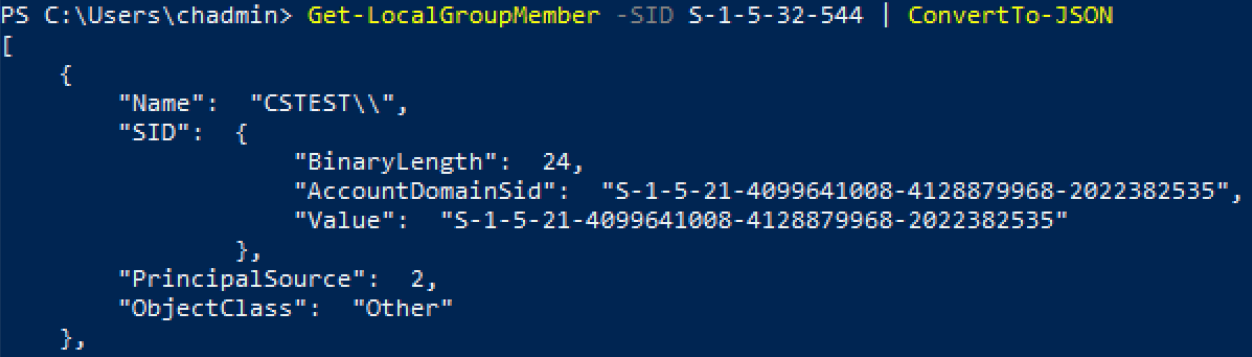 PS C:\Users\chadmin> Get-LocalGroupMember -SID S-1-5-32-544 | ConvertTo-JSON
[
    {
        "Name":  "CSTEST\\",
        "SID":  {
                    "BinaryLength":  24,
                    "AccountDomainSid":  "S-1-5-21-4099641008-4128879968-2022382535",
                    "Value":  "S-1-5-21-4099641008-4128879968-2022382535"
                },
        "PrincipalSource":  2,
        "ObjectClass":  "Other"
    },